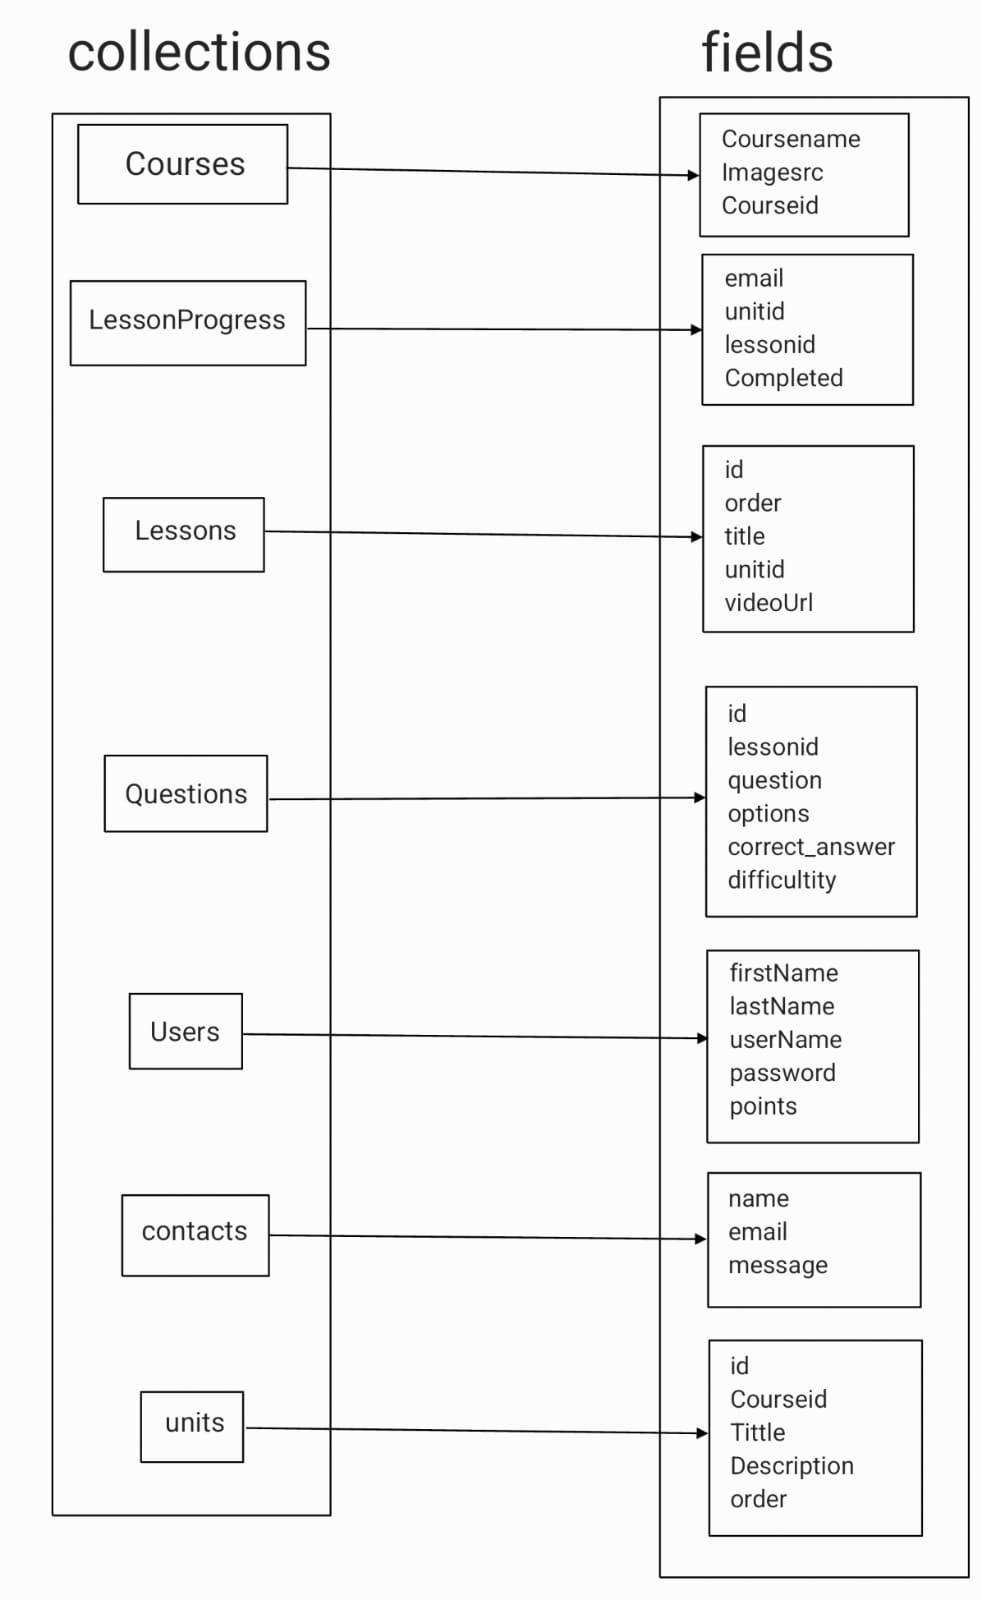 collections
fields
Courses
Coursename
Imagesrc
Courseid
LessonProgress
email
unitid
lessonid
Completed
Lessons
id
order
title
unitid
videoUrl
Questions
id
lessonid
question
options
correct_answer
difficultity
Users
firstName
lastName
userName
password
points
contacts
name
email
message
units
id
Courseid
Tittle
Description
order